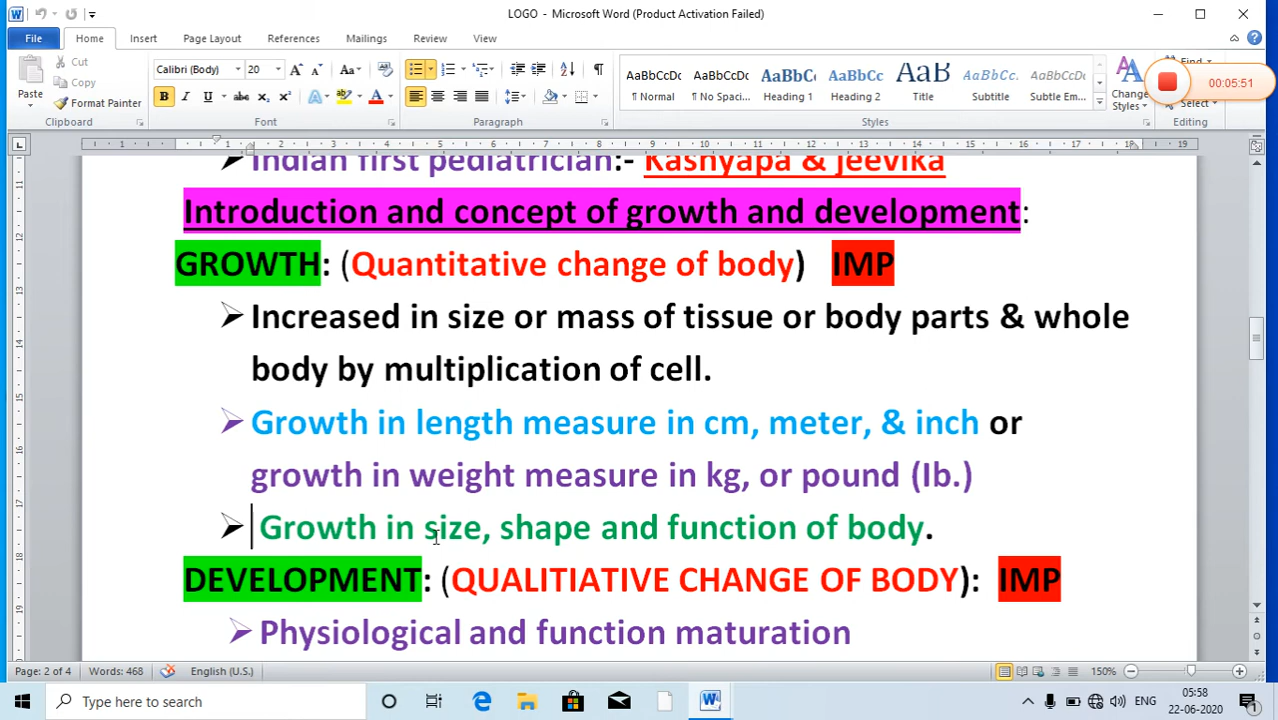 LOGO - Microsoft Word (Product Activation Failed)
File Home Insert Page Layout References Mailings Review View
Cut
Copy
Paste
Format Painter
Clipboard
Calibri (Body) 20
Font
Paragraph
AaBbCcDc AaBbCcDc AaBbC AaBbCc AaB AaBbCc. AaBbCcDc
¶ Normal ¶ No Spaci... Heading 1 Heading 2 Title Subtitle Subtle Em...
Styles
Change Styles
Find
Select
Editing
00:05:51
Indian first pediatrician:- Kashyapa & jeevika
Introduction and concept of growth and development:
GROWTH: (Quantitative change of body) IMP
Increased in size or mass of tissue or body parts & whole
body by multiplication of cell.
Growth in length measure in cm, meter, & inch or
growth in weight measure in kg, or pound (Ib.)
Growth in size, shape and function of body.
DEVELOPMENT: (QUALITIATIVE CHANGE OF BODY): IMP
Physiological and function maturation
Page: 2 of 4 Words: 468 English (U.S.) 150%
Type here to search
ENG
05:58
22-06-2020